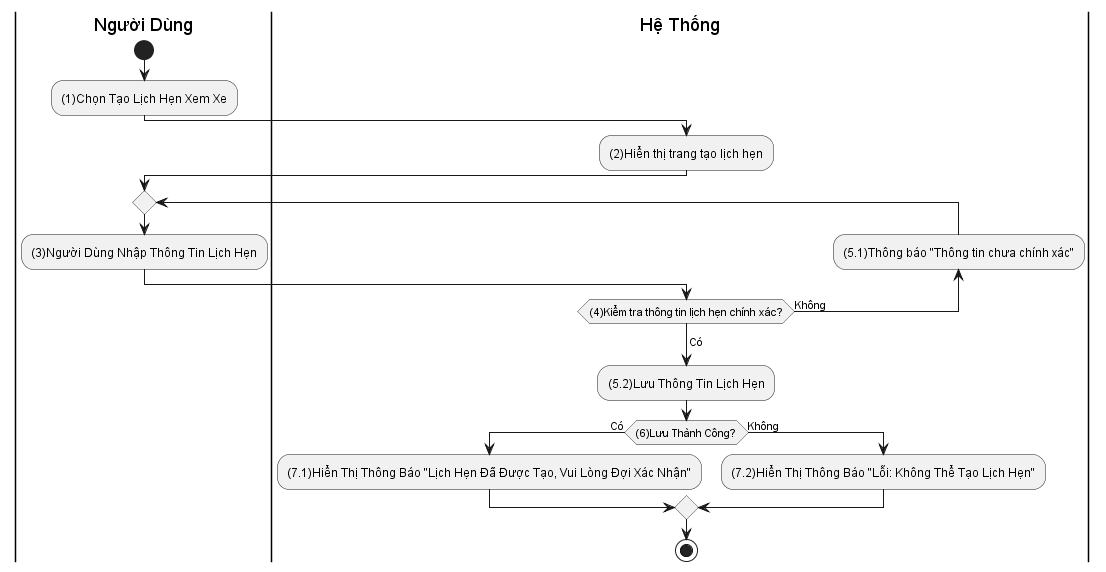 Người Dùng
Hệ Thống
(1)Chọn Tạo Lịch Hẹn Xem Xe
(2)Hiển thị trang tạo lịch hẹn
(3)Người Dùng Nhập Thông Tin Lịch Hẹn
(5.1)Thông báo "Thông tin chưa chính xác"
(4)Kiểm tra thông tin lịch hẹn chính xác?
Không
Có
(5.2)Lưu Thông Tin Lịch Hẹn
Có
(6)Lưu Thành Công?
Không
(7.1)Hiển Thị Thông Báo "Lịch Hẹn Đã Được Tạo, Vui Lòng Đợi Xác Nhận"
(7.2)Hiển Thị Thông Báo "Lỗi: Không Thể Tạo Lịch Hẹn"